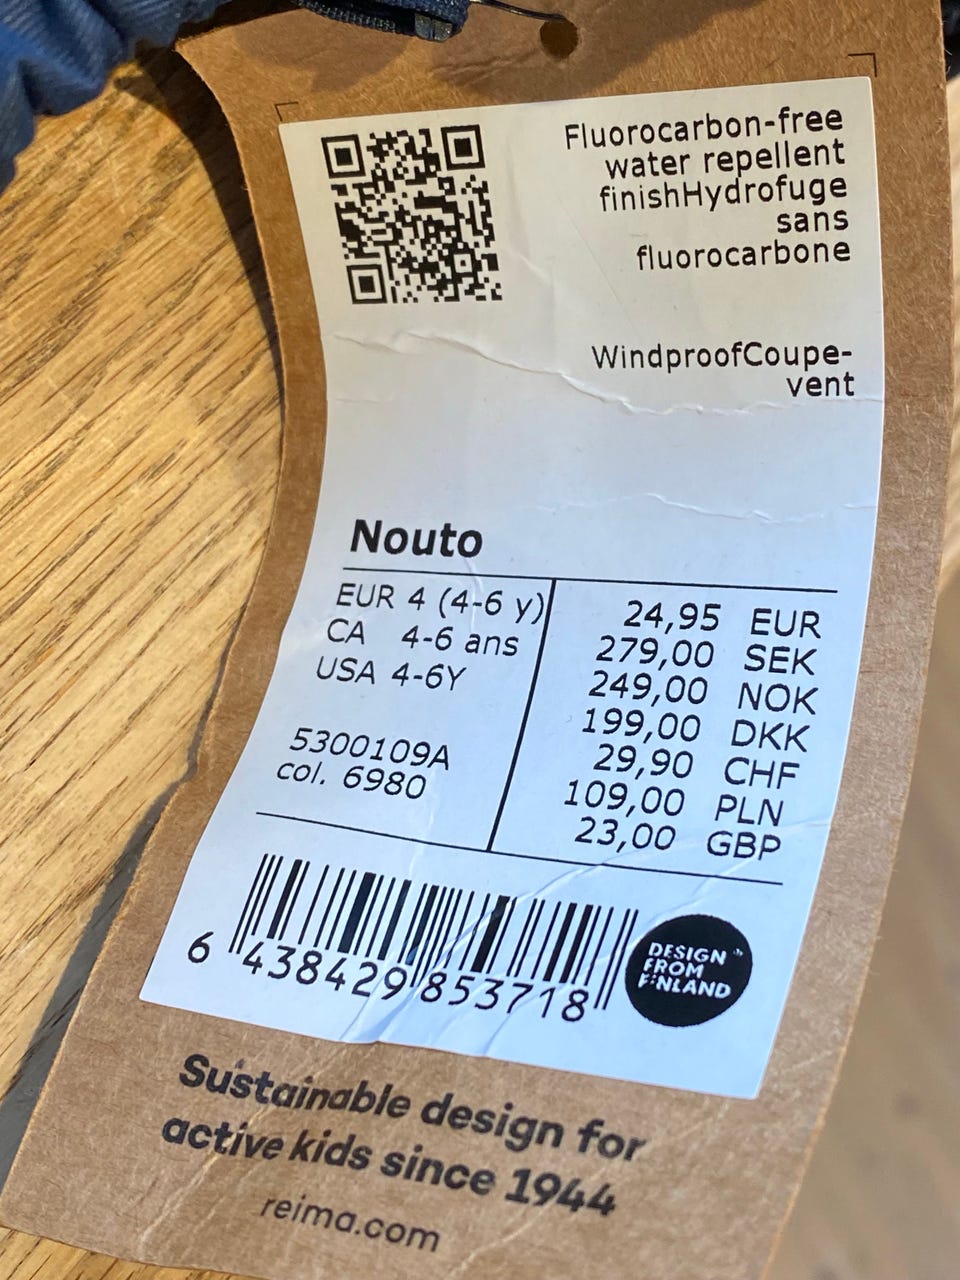 Fluorocarbon-free
water repellent
finishHydrofuge
sans
fluorocarbone
WindproofCoupe-
vent
Nouto
EUR 4 (4-6 y)
CA 4-6 ans
USA 4-6Y
5300109A
col. 6980
24,95 EUR
279,00 SEK
249,00 NOK
199,00 DKK
29,90 CHF
109,00 PLN
23,00 GBP
6 438429 853718
DESIGN
FROM
FINLAND
Sustainable design for
active kids since 1944
reima.com